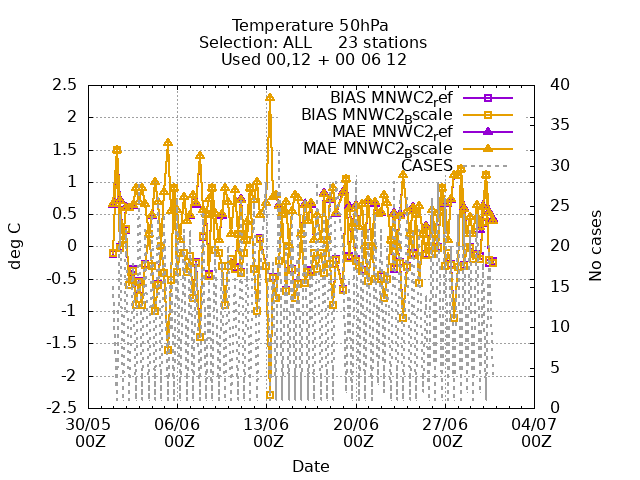 Temperature 50hPa
Selection: ALL     23 stations
Used 00,12 + 00 06 12
BIAS MNWC2_ref
BIAS MNWC2_Bscale
MAE MNWC2_ref
MAE MNWC2_Bscale
CASES
2.5
2
1.5
1
0.5
0
-0.5
-1
-1.5
-2
-2.5
deg C
40
35
30
25
20
15
10
5
0
No cases
30/05 06/06 13/06 20/06 27/06 04/07
00Z 00Z 00Z 00Z 00Z 00Z
Date